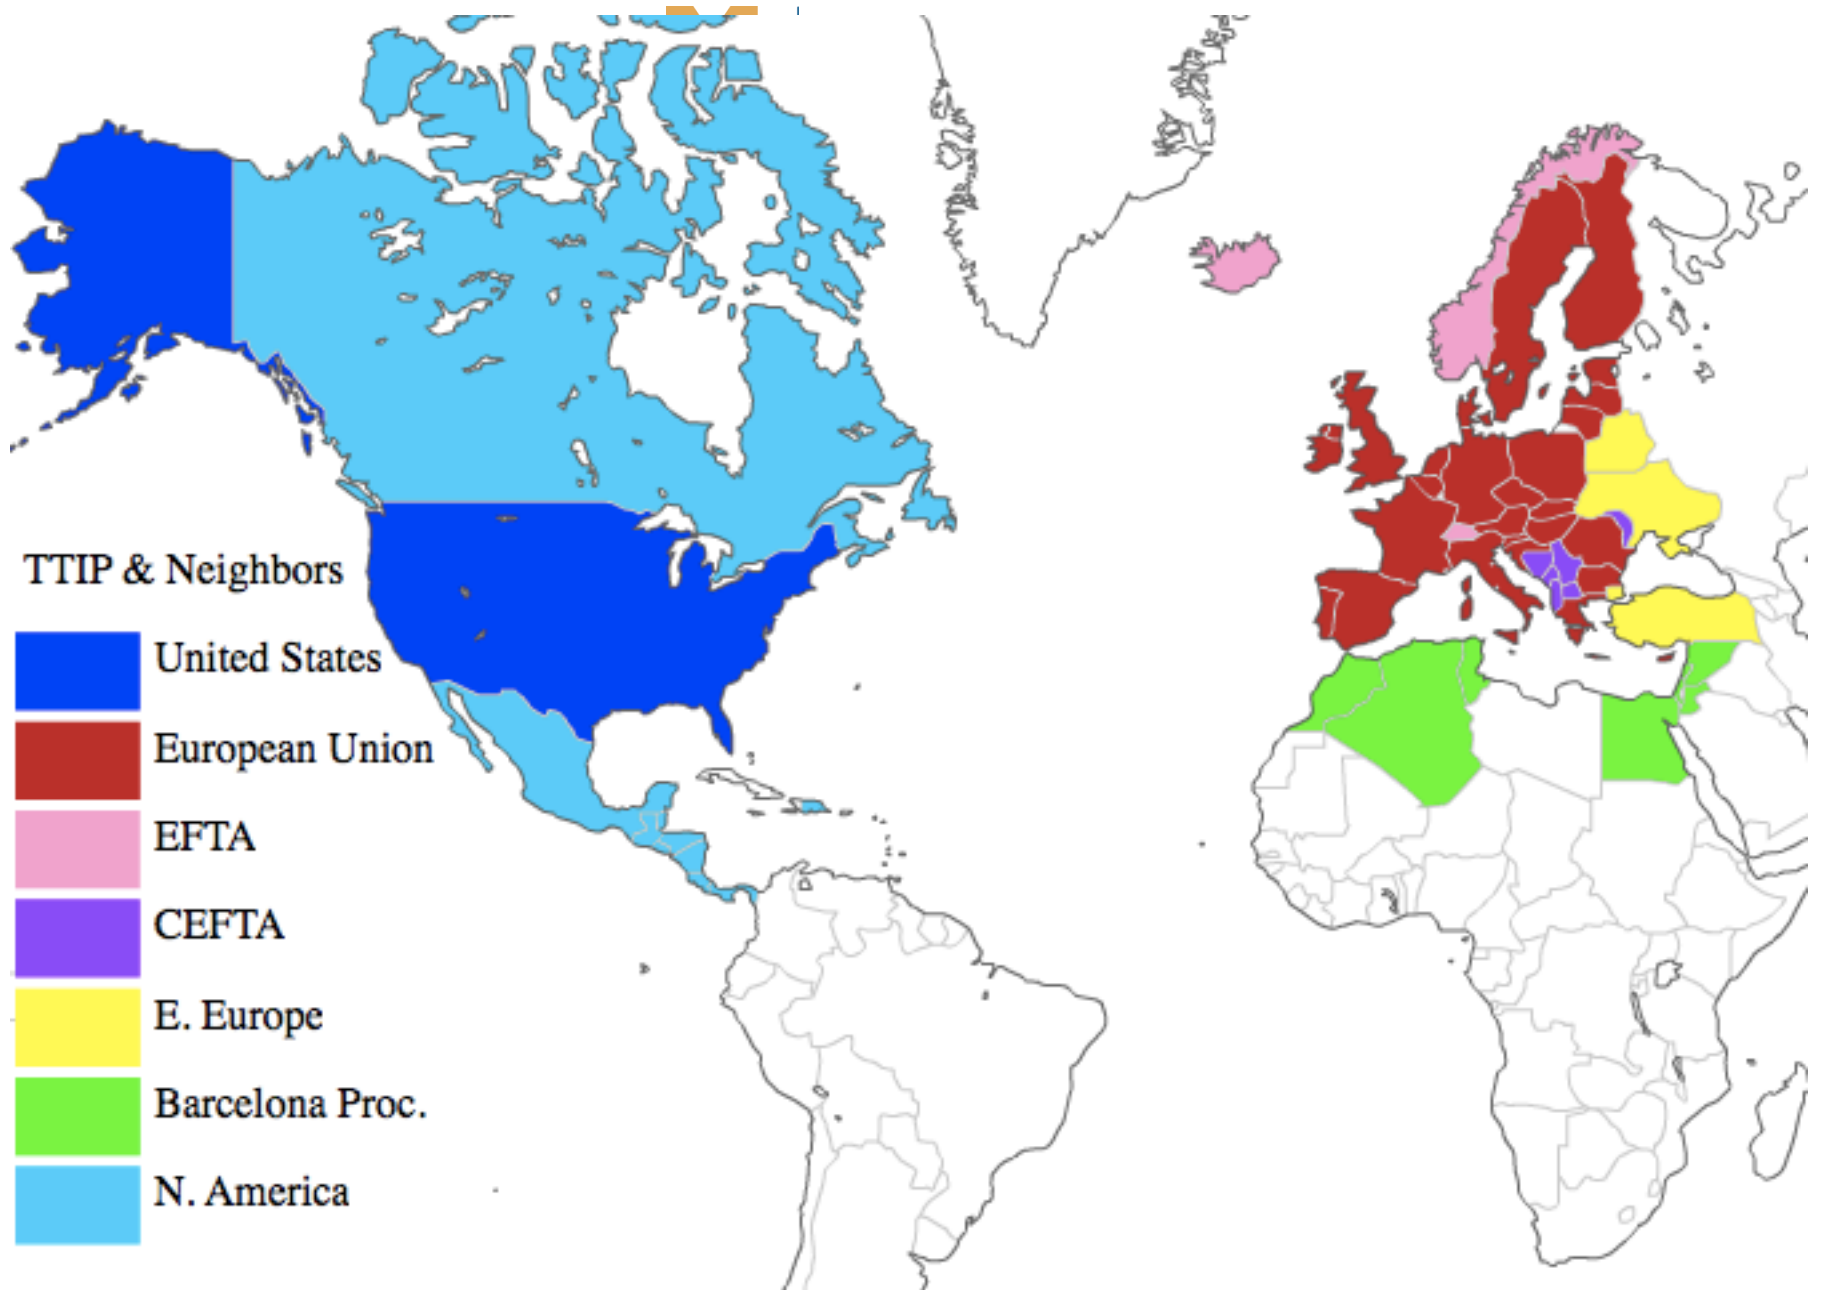 TTIP & Neighbors
United States
European Union
EFTA
CEFTA
E. Europe
Barcelona Proc.
N. America